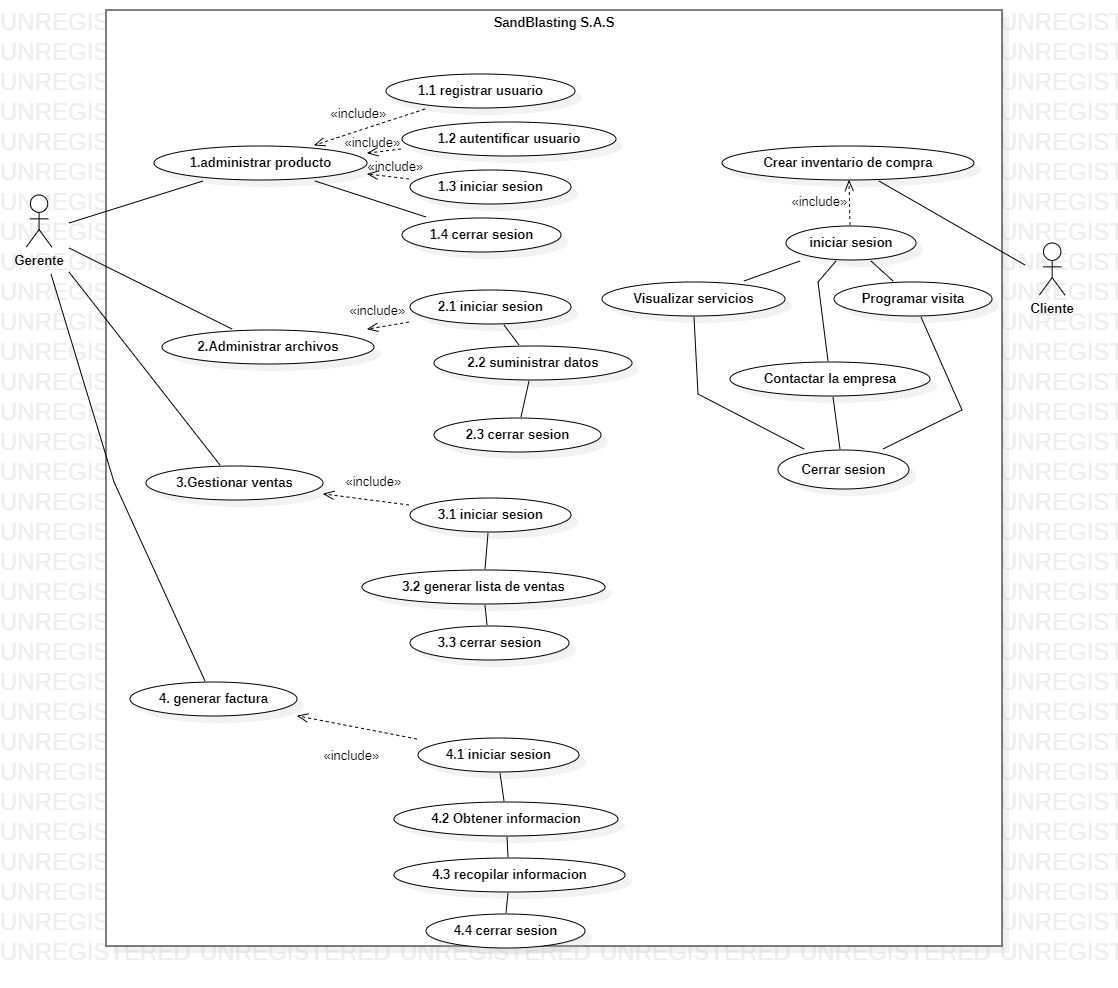 SandBlasting S.A.S
1.1 registrar usuario
«include»
1.2 autentificar usuario
«include»
1.administrar producto
«include»
1.3 iniciar sesion
1.4 cerrar sesion
Gerente
2.1 iniciar sesion
«include»
2.Administrar archivos
2.2 suministrar datos
2.3 cerrar sesion
3.Gestionar ventas
«include»
3.1 iniciar sesion
3.2 generar lista de ventas
3.3 cerrar sesion
4. generar factura
«include»
4.1 iniciar sesion
4.2 Obtener informacion
4.3 recopilar informacion
4.4 cerrar sesion
Crear inventario de compra
«include»
iniciar sesion
Visualizar servicios
Programar visita
Cliente
Contactar la empresa
Cerrar sesion
UNREGISTERED UNREGISTERED UNREGISTERED UNREGISTERED UNREGISTERED UNREGIST